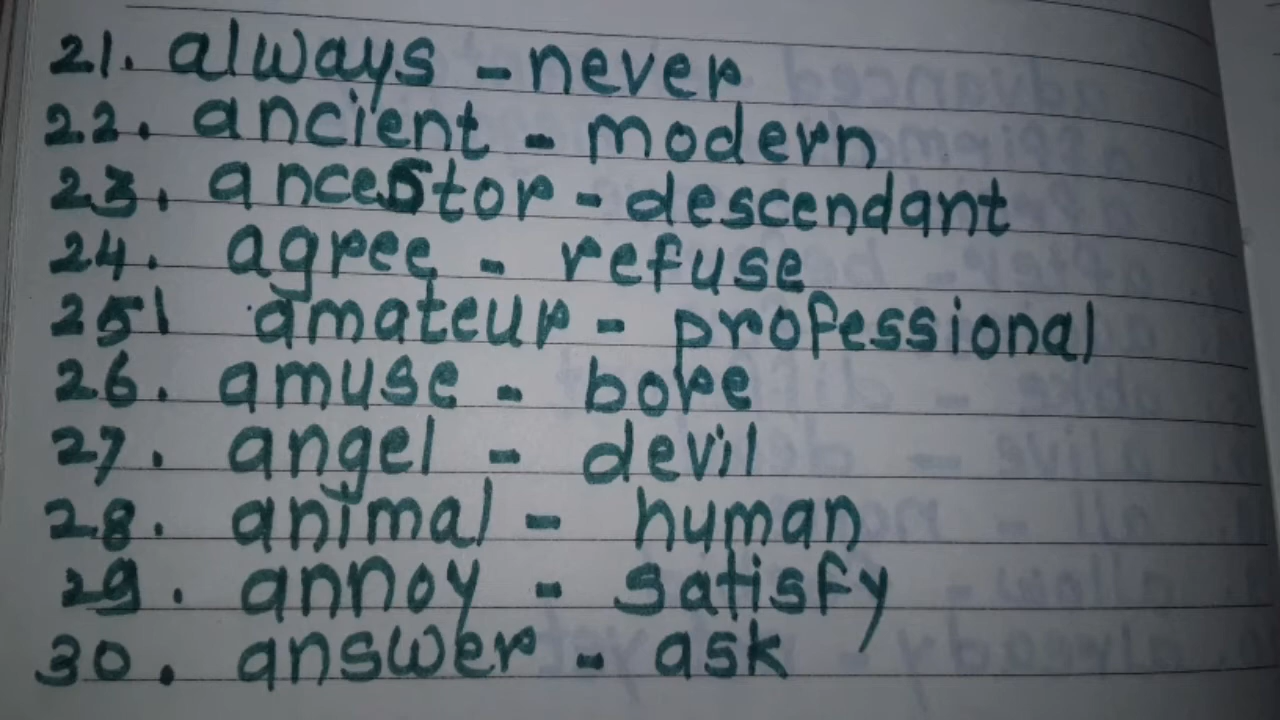 21. always - never
22. ancient - modern
23. ancestor - descendant
24. agree - refuse
25| amateur - professional
26. amuse - bore
27. angel - devil
28. animal - human
29. annoy - satisfy
30. answer - ask